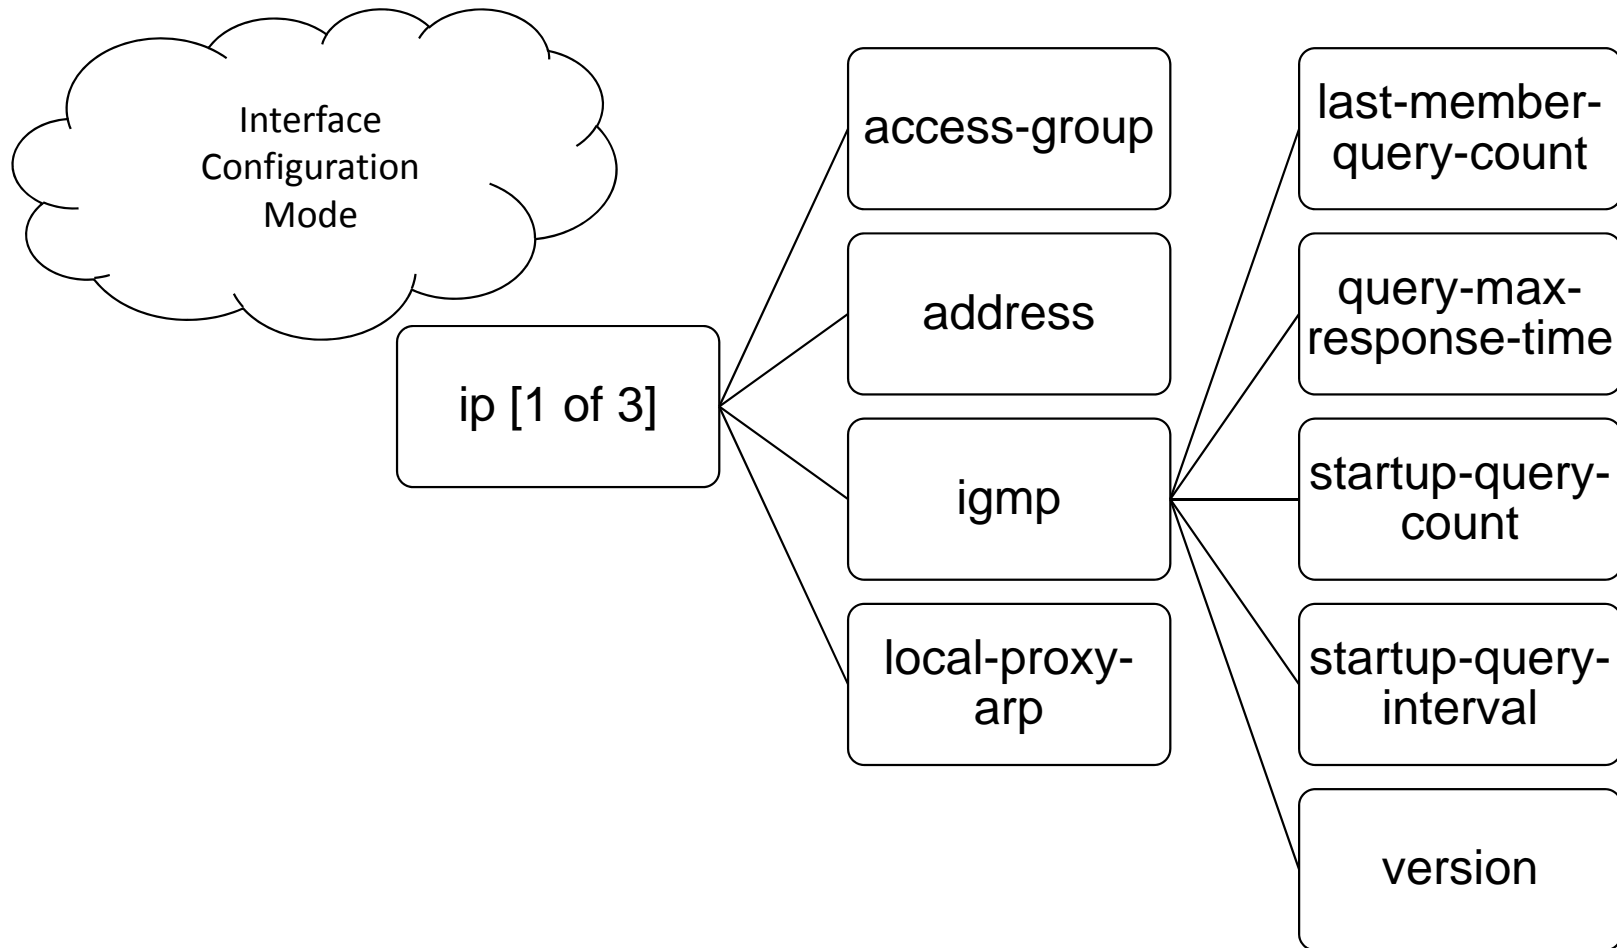 Interface
Configuration
Mode
ip [1 of 3]
access-group
address
igmp
local-proxy-
arp
last-member-
query-count
query-max-
response-time
startup-query-
count
startup-query-
interval
version